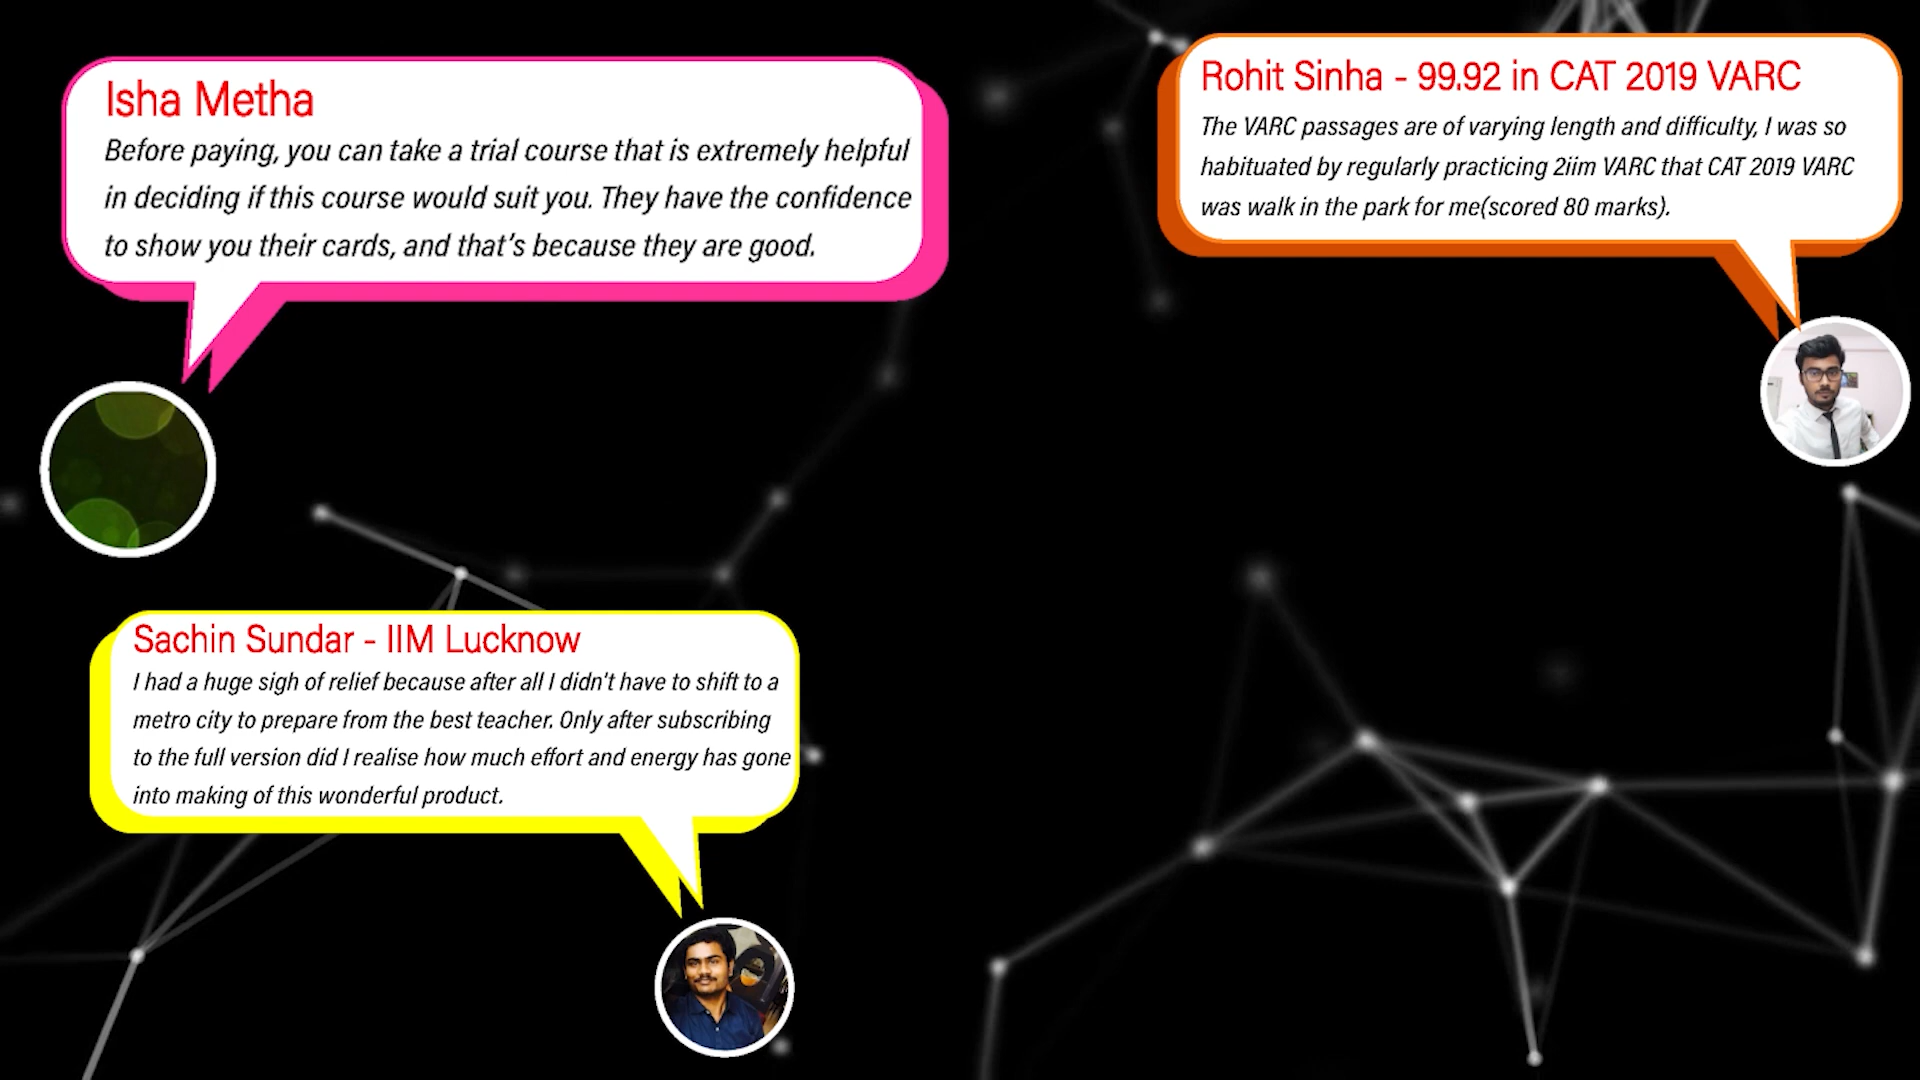 Isha Metha
Before paying, you can take a trial course that is extremely helpful
in deciding if this course would suit you. They have the confidence
to show you their cards, and that's because they are good.
Rohit Sinha - 99.92 in CAT 2019 VARC
The VARC passages are of varying length and difficulty, I was so
habituated by regularly practicing 2iim VARC that CAT 2019 VARC
was walk in the park for me(scored 80 marks).
Sachin Sundar - IIM Lucknow
I had a huge sigh of relief because after all I didn't have to shift to a
metro city to prepare from the best teacher. Only after subscribing
to the full version did I realise how much effort and energy has gone
into making of this wonderful product.